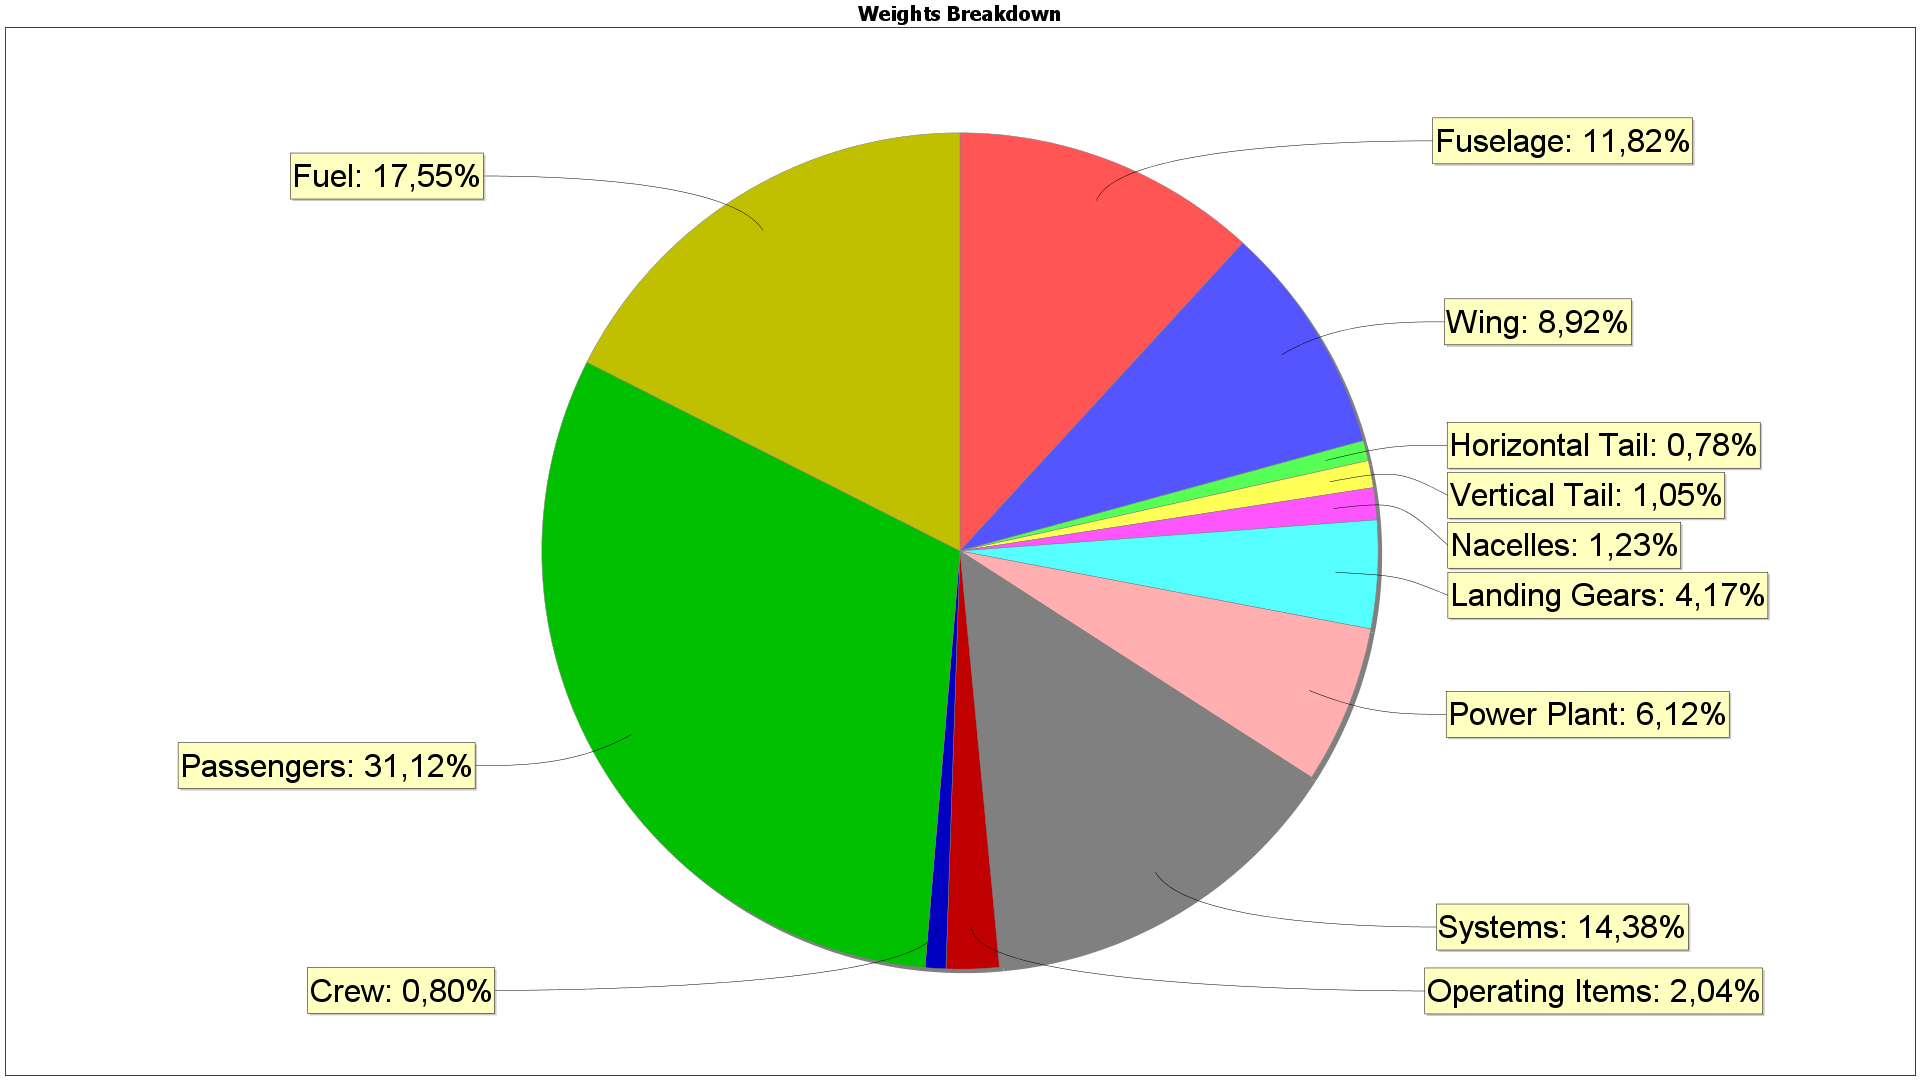 Weights Breakdown
Fuselage: 11,82%
Fuel: 17,55%
Wing: 8,92%
Horizontal Tail: 0,78%
Vertical Tail: 1,05%
Nacelles: 1,23%
Landing Gears: 4,17%
Power Plant: 6,12%
Passengers: 31,12%
Systems: 14,38%
Crew: 0,80%
Operating Items: 2,04%